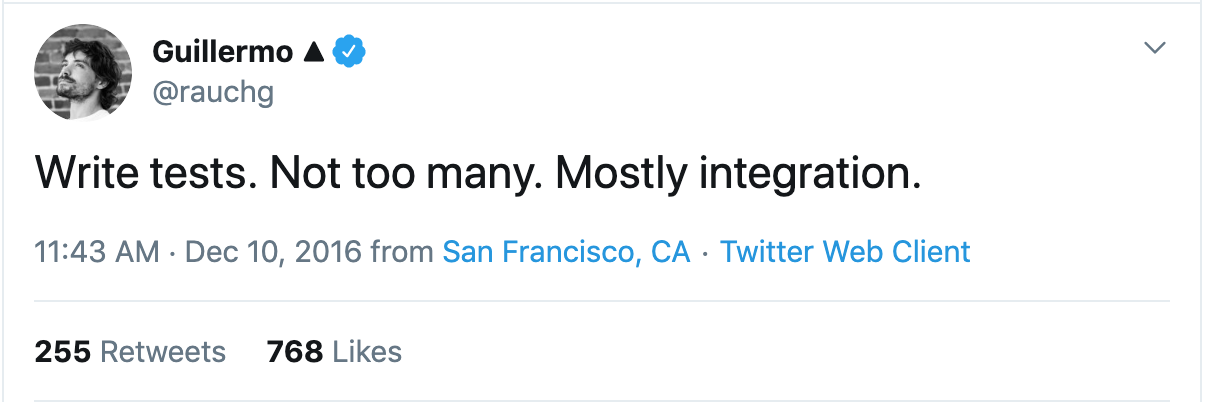 Guillermo ▲
@rauchg
Write tests. Not too many. Mostly integration.
11:43 AM · Dec 10, 2016 from San Francisco, CA · Twitter Web Client
255 Retweets 768 Likes